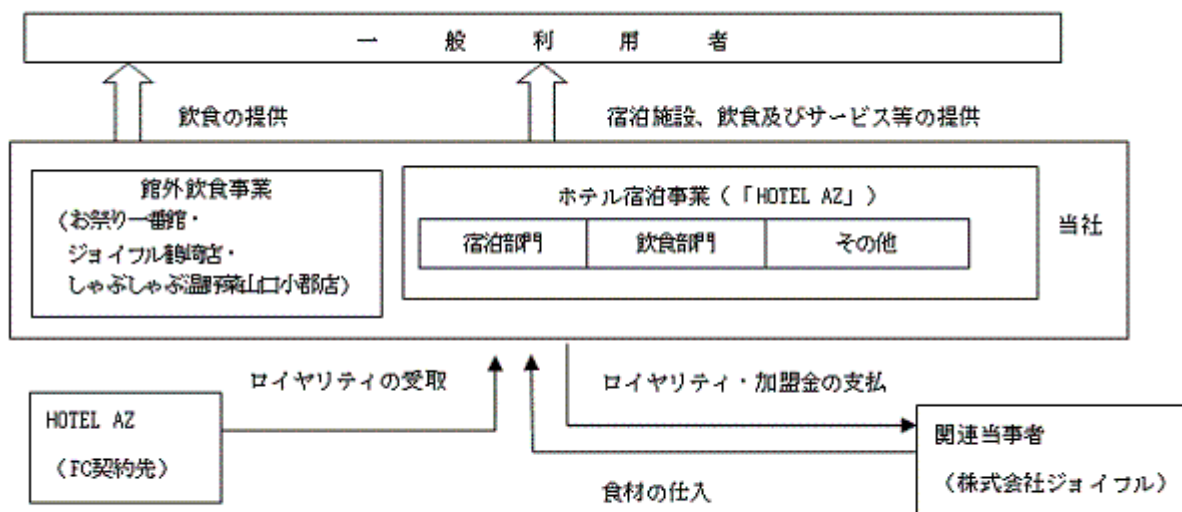 一般利用者
飲食の提供
宿泊施設、飲食及びサービス等の提供
館外飲食事業
(お祭り一番館・
ジョイフル鶴崎店・
しゃぶしゃぶ温野菜山口小郡店)
ホテル宿泊事業(「HOTEL AZ」)
宿泊部門
飲食部門
その他
当社
ロイヤリティの受取
ロイヤリティ・加盟金の支払
HOTEL AZ
(FC契約先)
関連当事者
(株式会社ジョイフル)
食材の仕入